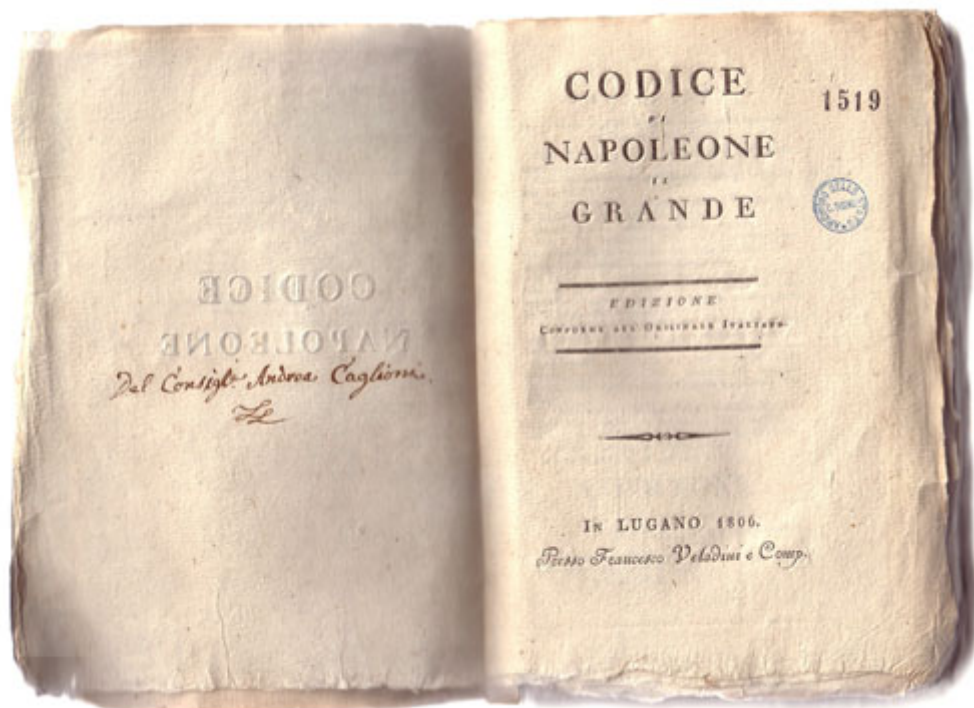 CODICE
NAPOLEONE
Del Consigl.e Andrea Caglioni
CODICE
DI
NAPOLEONE
IL
GRANDE
1519
EDIZIONE
CONFORME ALL'ORIGINALE ITALIANO.
IN LUGANO 1806.
Presso Francesco Veladini e Comp.